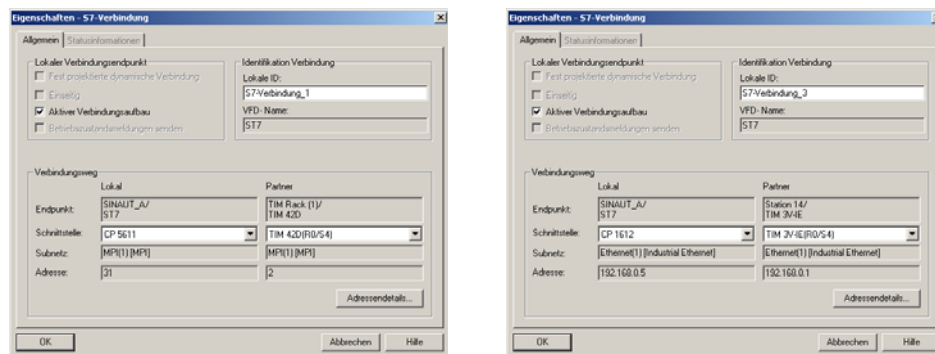 Eigenschaften - S7-Verbindung
Allgemein Statusinformationen
Lokaler Verbindungsendpunkt
Fest projektierte dynamische Verbindung
Einseitig
Aktiver Verbindungsaufbau
Betriebszustandsmeldungen senden
Identifikation Verbindung
Lokale ID:
S7-Verbindung_1
VFD- Name:
ST7
Verbindungsweg
Lokal Partner
Endpunkt: SINAUT_A/ TIM Rack (1)/
ST7 TIM 42D
Schnittstelle: CP 5611 TIM 42D(R0/S4)
Subnetz: MPI(1) [MPI] MPI(1) [MPI]
Adresse: 31 2
Adressendetails...
OK Abbrechen Hilfe
Eigenschaften - S7-Verbindung
Allgemein Statusinformationen
Lokaler Verbindungsendpunkt
Fest projektierte dynamische Verbindung
Einseitig
Aktiver Verbindungsaufbau
Betriebszustandsmeldungen senden
Identifikation Verbindung
Lokale ID:
S7-Verbindung_3
VFD- Name:
ST7
Verbindungsweg
Lokal Partner
Endpunkt: SINAUT_A/ Station 14/
ST7 TIM 3V-IE
Schnittstelle: CP 1612 TIM 3V-IE(R0/S4)
Subnetz: Ethernet(1) [Industrial Ethernet] Ethernet(1) [Industrial Ethernet]
Adresse: 192.168.0.5 192.168.0.1
Adressendetails...
OK Abbrechen Hilfe